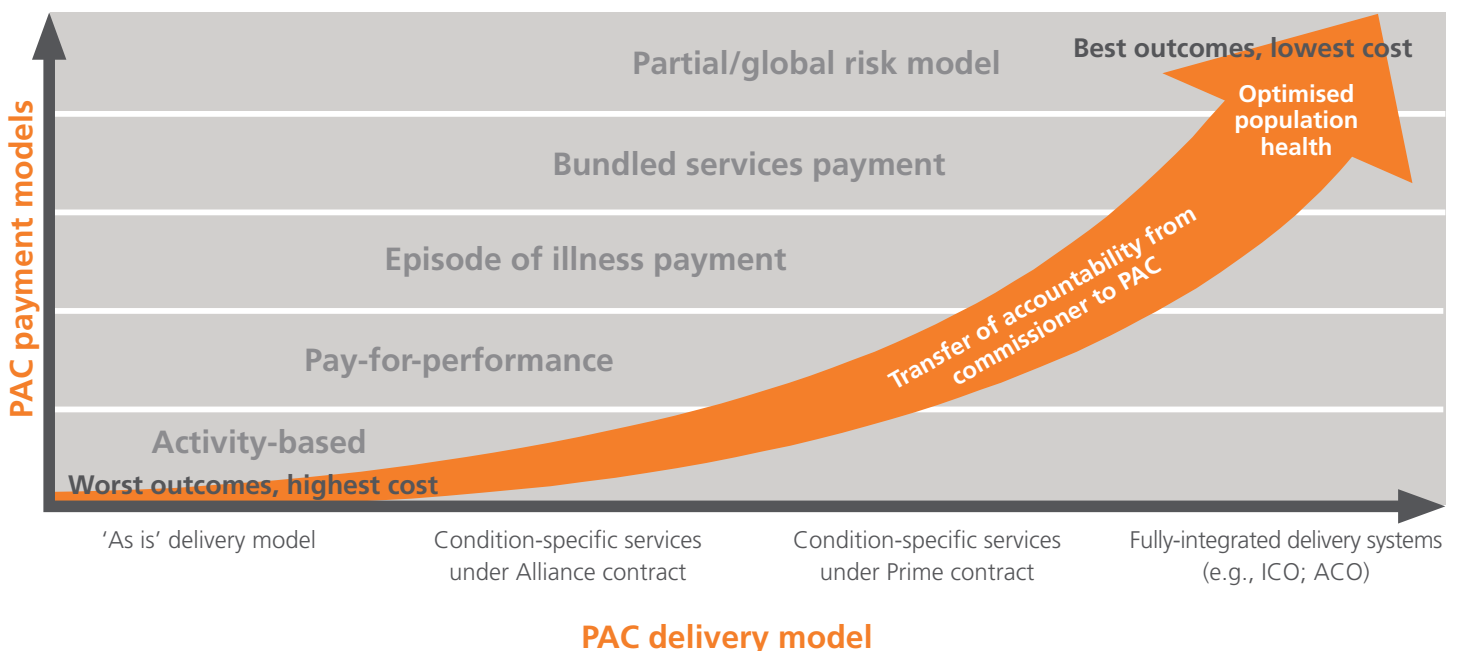 PAC payment models
Partial/global risk model
Best outcomes, lowest cost
Optimised
population
health
Bundled services payment
Episode of illness payment
Transfer of accountability from
commissioner to PAC
Pay-for-performance
Activity-based
Worst outcomes, highest cost
‘As is’ delivery model
Condition-specific services
under Alliance contract
Condition-specific services
under Prime contract
Fully-integrated delivery systems
(e.g., ICO; ACO)
PAC delivery model